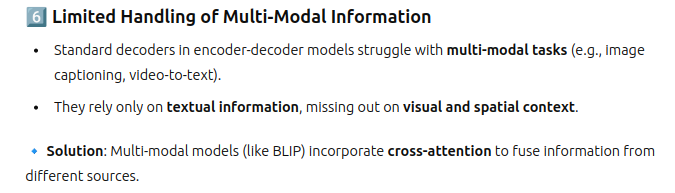 6 Limited Handling of Multi-Modal Information
• Standard decoders in encoder-decoder models struggle with multi-modal tasks (e.g., image
captioning, video-to-text).
• They rely only on textual information, missing out on visual and spatial context.
🔹 Solution: Multi-modal models (like BLIP) incorporate cross-attention to fuse information from
different sources.